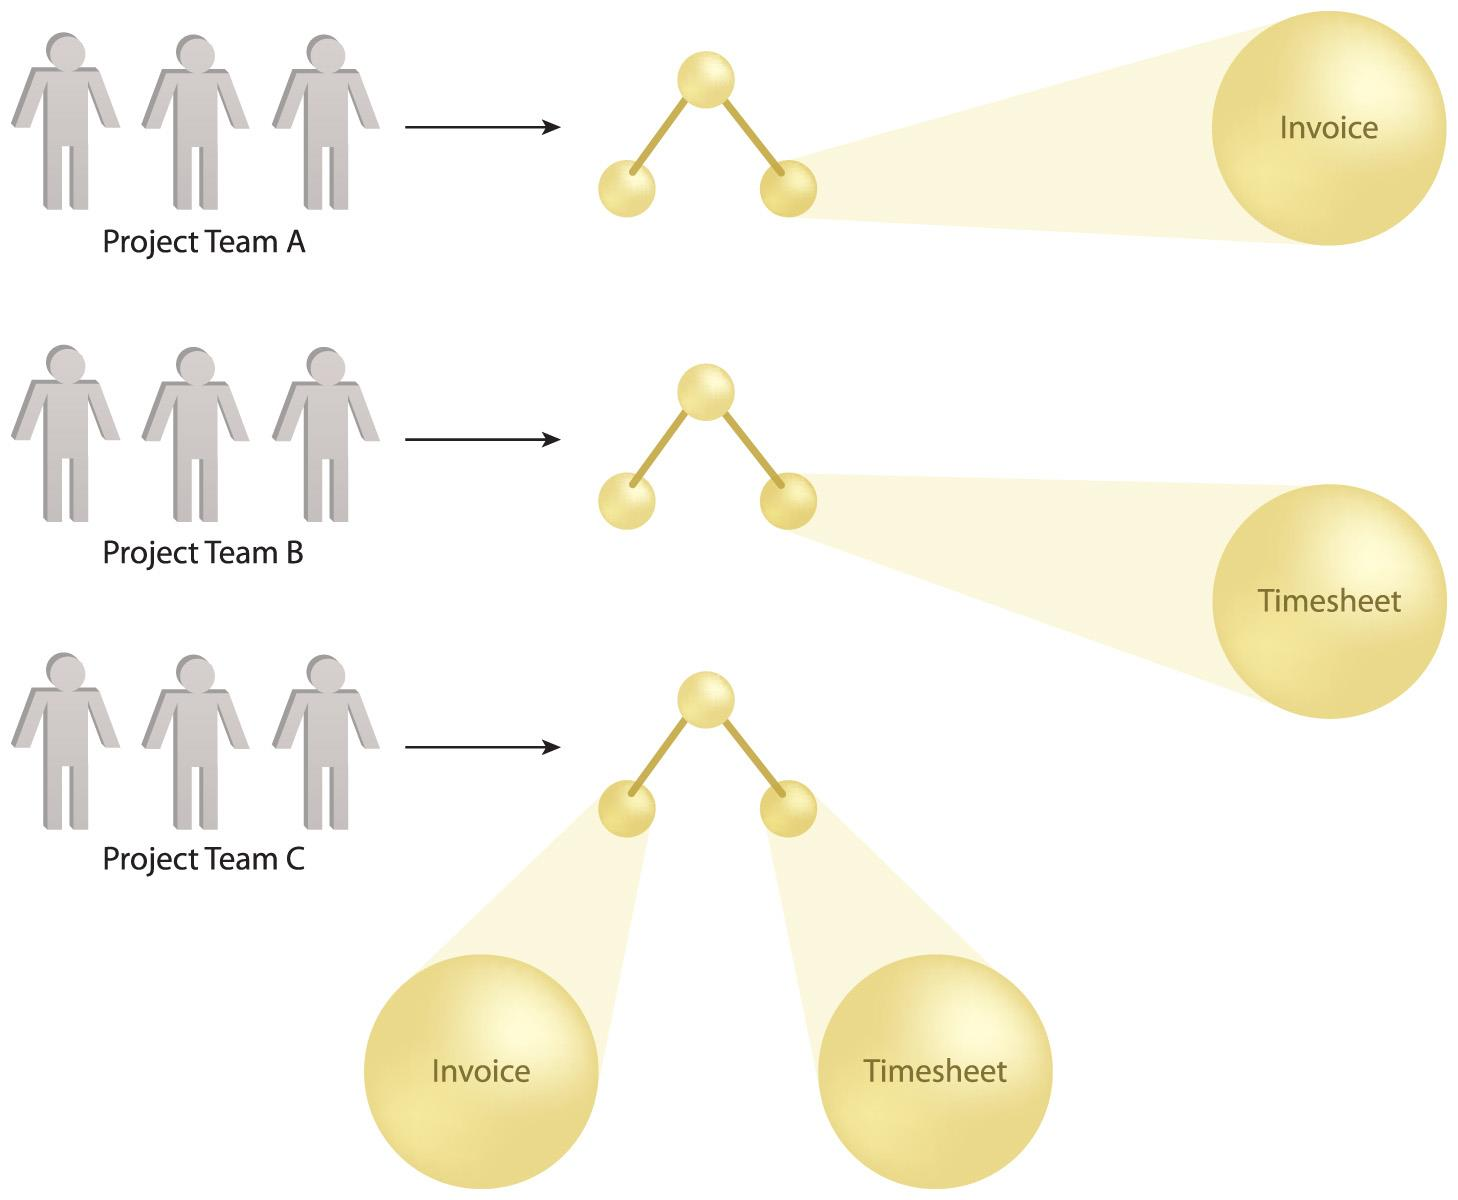 Invoice
Project Team A
Project Team B
Timesheet
Project Team C
Invoice
Timesheet